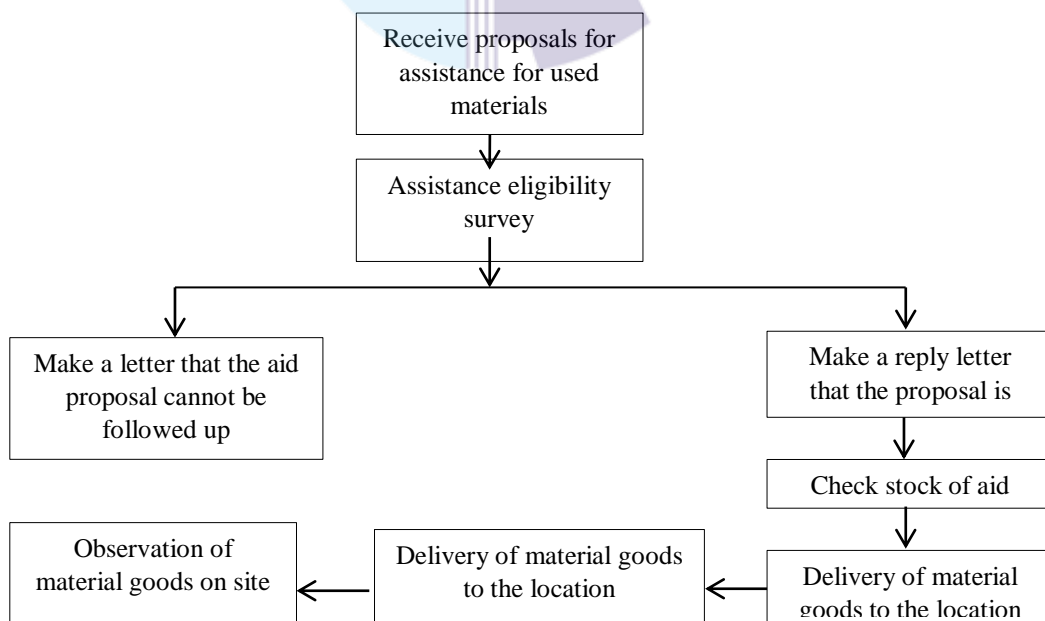 Receive proposals for
assistance for used
materials
Assistance eligibility
survey
Make a letter that the aid
proposal cannot be
followed up
Make a reply letter
that the proposal is
Check stock of aid
Delivery of material
goods to the location
Delivery of material goods
to the location
Observation of
material goods on site